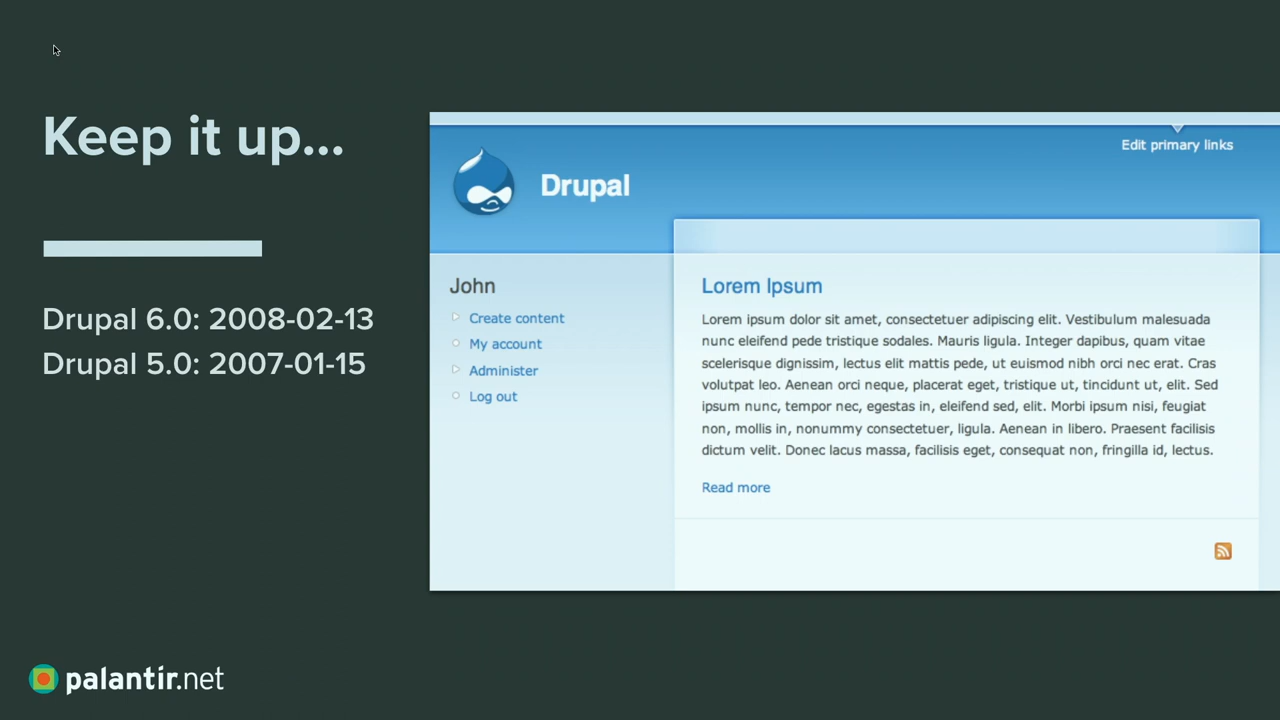 Keep it up...
Drupal 6.0: 2008-02-13
Drupal 5.0: 2007-01-15
Edit primary links
Drupal
John
Create content
My account
Administer
Log out
Lorem Ipsum
Lorem ipsum dolor sit amet, consectetuer adipiscing elit. Vestibulum malesuada
nunc eleifend pede tristique sodales. Mauris ligula. Integer dapibus, quam vitae
scelerisque dignissim, lectus elit mattis pede, ut euismod nibh orci nec erat. Cras
volutpat leo. Aenean orci neque, placerat eget, tristique ut, tincidunt ut, elit. Sed
ipsum nunc, tempor nec, egestas in, eleifend sed, elit. Morbi ipsum nisi, feugiat
non, mollis in, nonummy consectetuer, ligula. Aenean in libero. Praesent facilisis
dictum velit. Donec lacus massa, facilisis eget, consequat non, fringilla id, lectus.
Read more
palantir.net